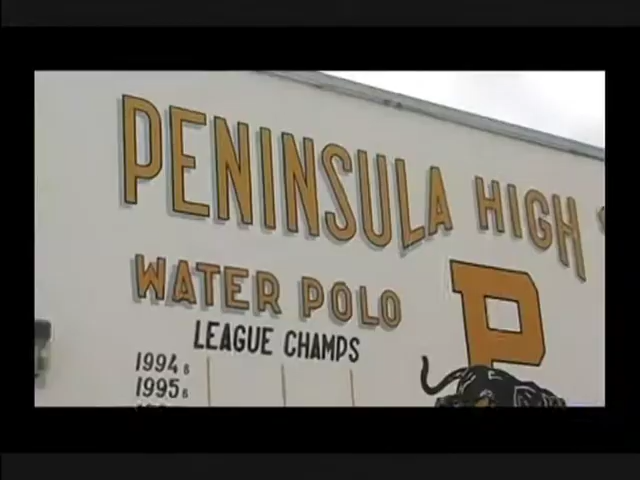 PENINSULA HIGH
WATER POLO
P
LEAGUE CHAMPS
1994 B
1995 B